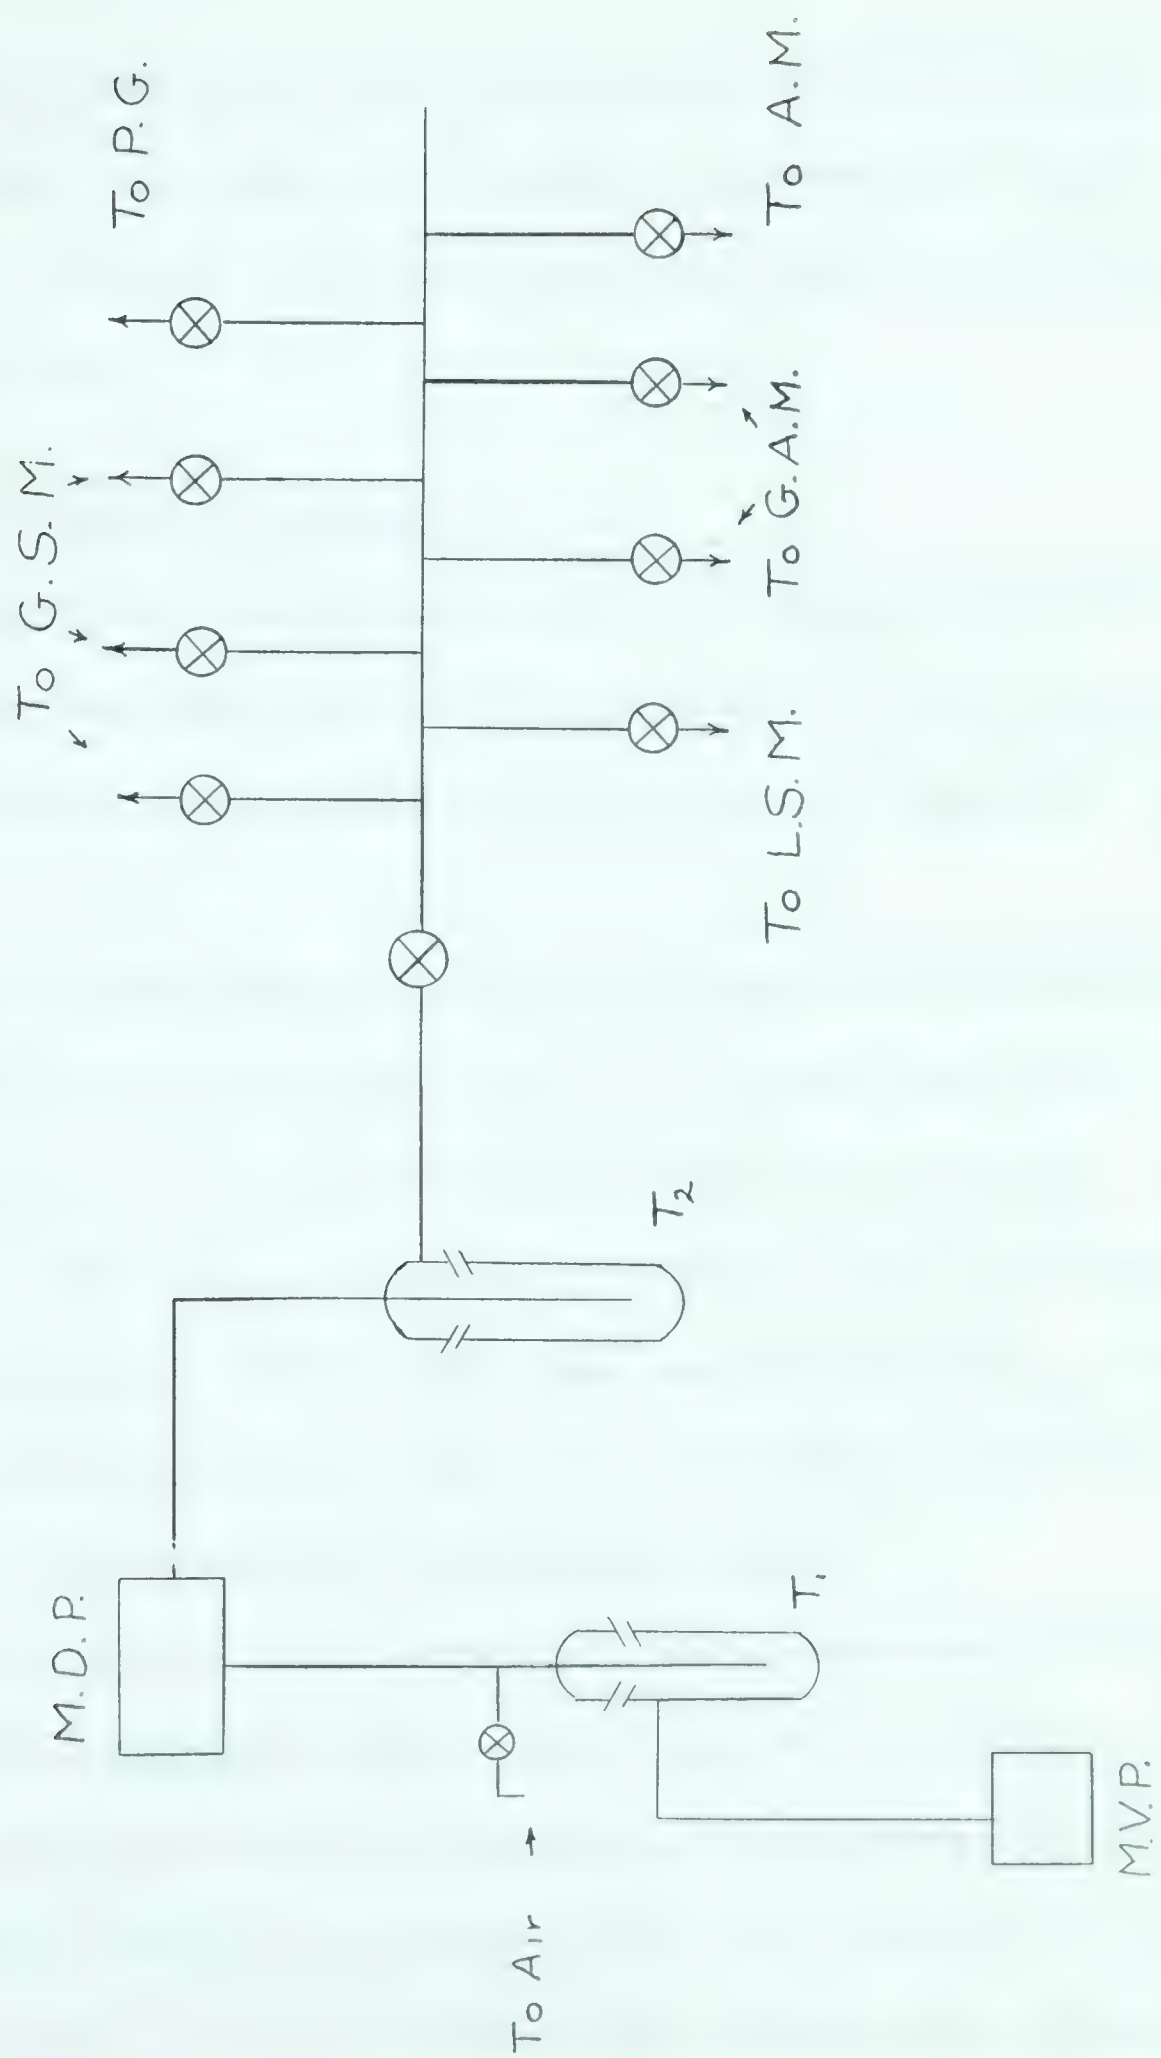 To G.S.M.
To P.G.
M.D.P.
To Air
T₁
T₂
To L.S.M.
To G.A.M.
To A.M.
M.V.P.